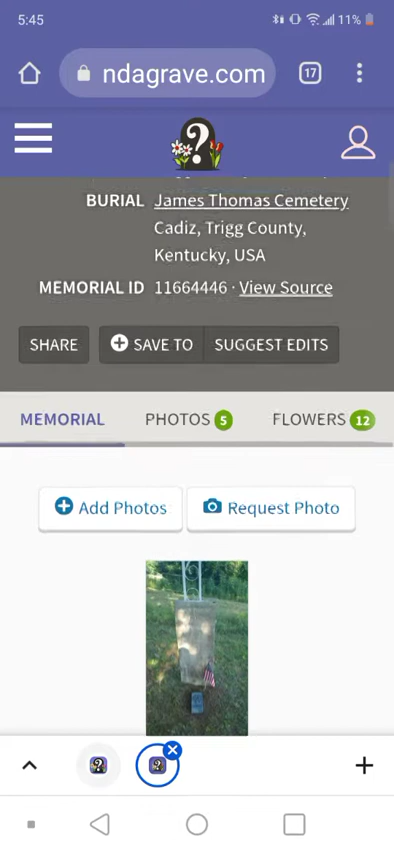 5:45
11%
ndagrave.com
17
?
BURIAL James Thomas Cemetery
Cadiz, Trigg County,
Kentucky, USA
MEMORIAL ID 11664446 · View Source
SHARE
SAVE TO
SUGGEST EDITS
MEMORIAL
PHOTOS 5
FLOWERS 12
Add Photos
Request Photo